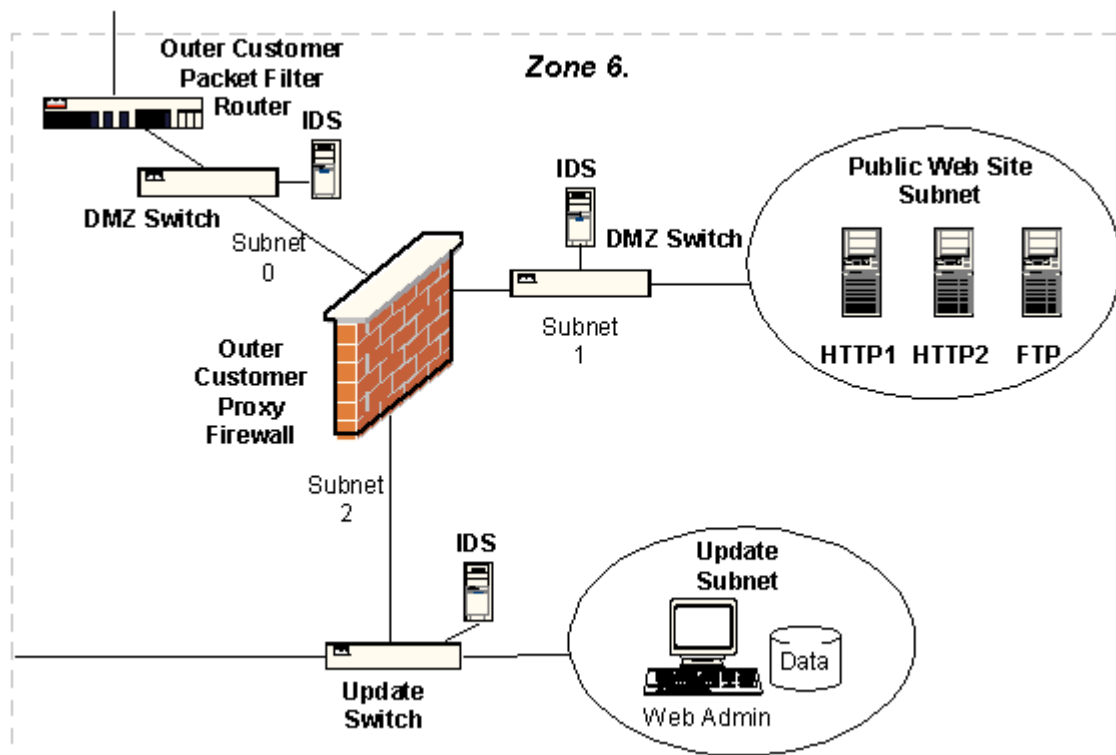 Outer Customer
Packet Filter
Router
Zone 6.
IDS
DMZ Switch
Subnet
0
IDS
DMZ Switch
Subnet
1
Public Web Site
Subnet
HTTP1
HTTP2
FTP
Outer
Customer
Proxy
Firewall
Subnet
2
IDS
Update
Switch
Update
Subnet
Data
Web Admin